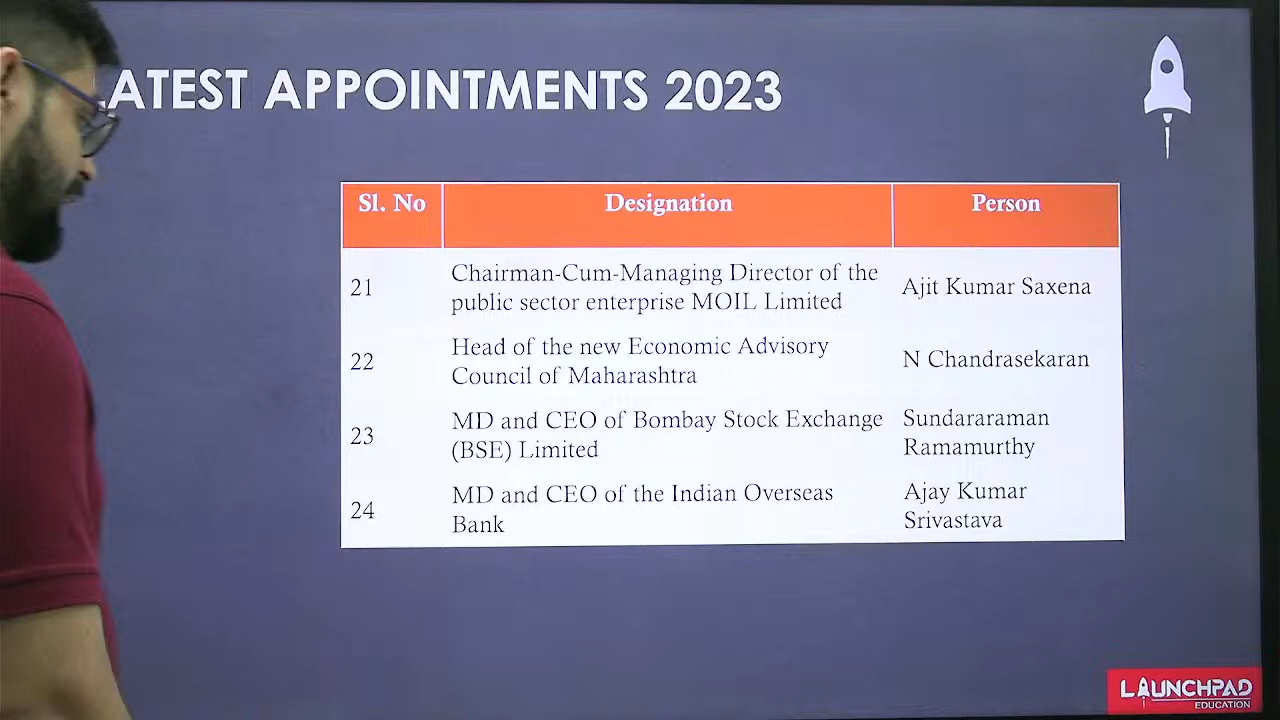 ATEST APPOINTMENTS 2023
Sl. No Designation Person
21 Chairman-Cum-Managing Director of the public sector enterprise MOIL Limited Ajit Kumar Saxena
22 Head of the new Economic Advisory Council of Maharashtra N Chandrasekaran
23 MD and CEO of Bombay Stock Exchange (BSE) Limited Sundararaman Ramamurthy
24 MD and CEO of the Indian Overseas Bank Ajay Kumar Srivastava
LAUNCHPAD
EDUCATION